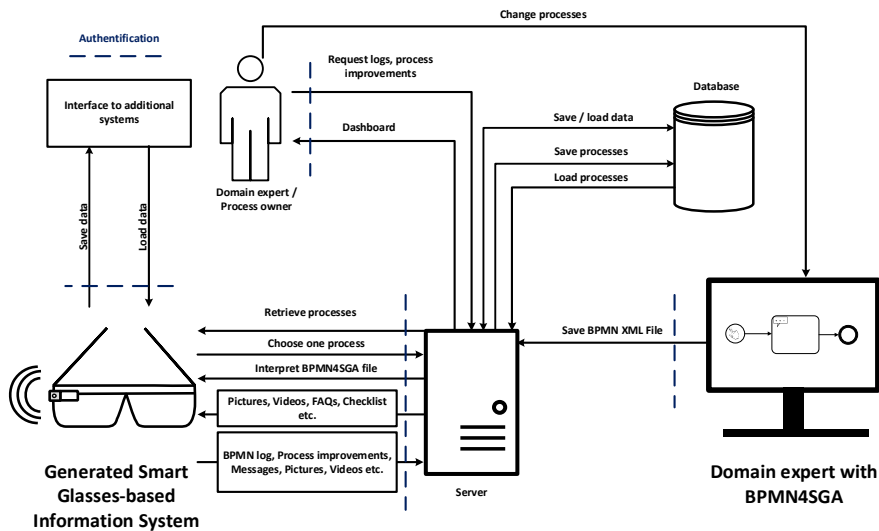 Change processes
Authentification
Request logs, process
improvements
Interface to additional
systems
Database
Dashboard
Save / load data
Save processes
Load processes
Domain expert /
Process owner
Save data
Load data
Retrieve processes
Choose one process
Interpret BPMN4SGA file
Save BPMN XML File
Pictures, Videos, FAQs, Checklist
etc.
BPMN log, Process improvements,
Messages, Pictures, Videos etc.
Server
Generated Smart
Glasses-based
Information System
Domain expert with
BPMN4SGA